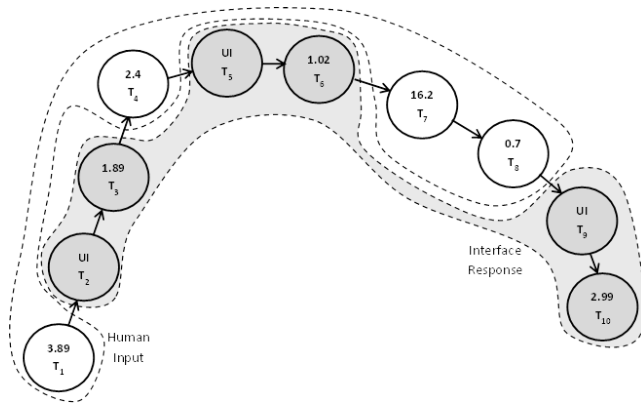 3.89
T1
UI
T2
1.89
T3
2.4
T4
UI
T5
1.02
T6
16.2
T7
0.7
T8
UI
T9
2.99
T10
Human
Input
Interface
Response